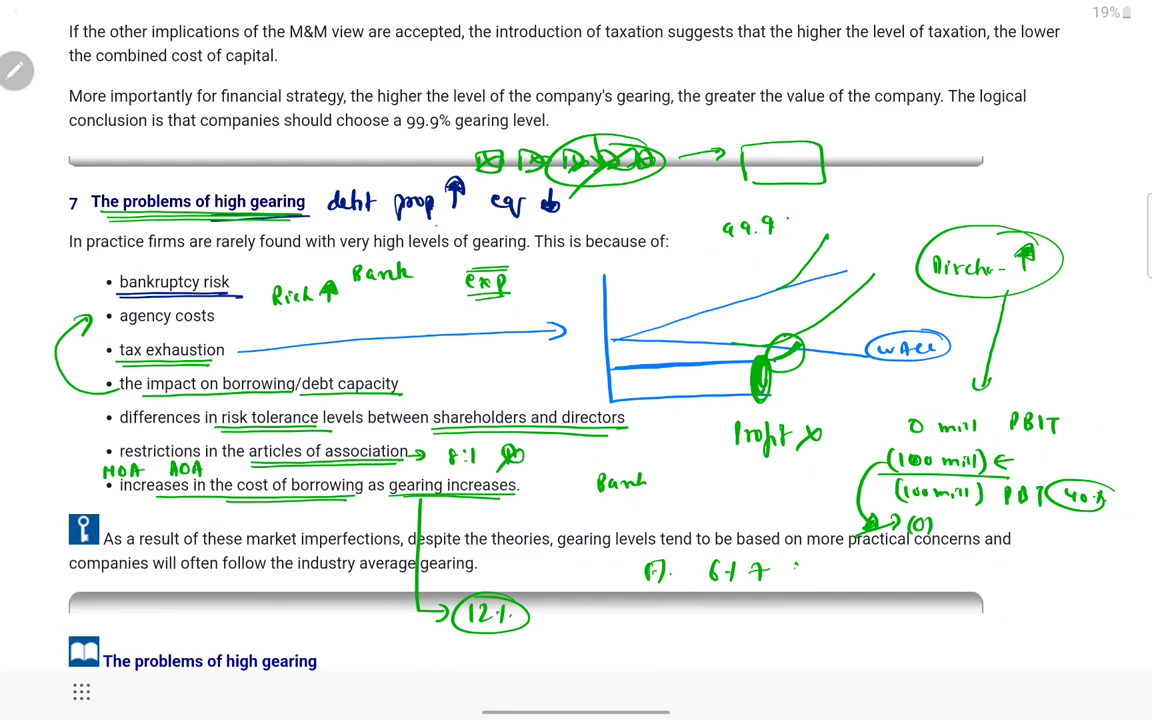 19%
If the other implications of the M&M view are accepted, the introduction of taxation suggests that the higher the level of taxation, the lower
the combined cost of capital.
More importantly for financial strategy, the higher the level of the company's gearing, the greater the value of the company. The logical
conclusion is that companies should choose a 99.9% gearing level.
7 The problems of high gearing debt prop ↑ eq ↓
In practice firms are rarely found with very high levels of gearing. This is because of:
99.9
• bankruptcy risk
Bank
exp
• agency costs
• tax exhaustion
WACC
• the impact on borrowing/debt capacity
• differences in risk tolerance levels between shareholders and directors
0 mill PBIT
Profit x
• restrictions in the articles of association → 8:1
(100 mill)
MOA AOA
• increases in the cost of borrowing as gearing increases.
Bank
(100 mill) PBT 40%
→ (0)
As a result of these market imperfections, despite the theories, gearing levels tend to be based on more practical concerns and
companies will often follow the industry average gearing.
12%
The problems of high gearing